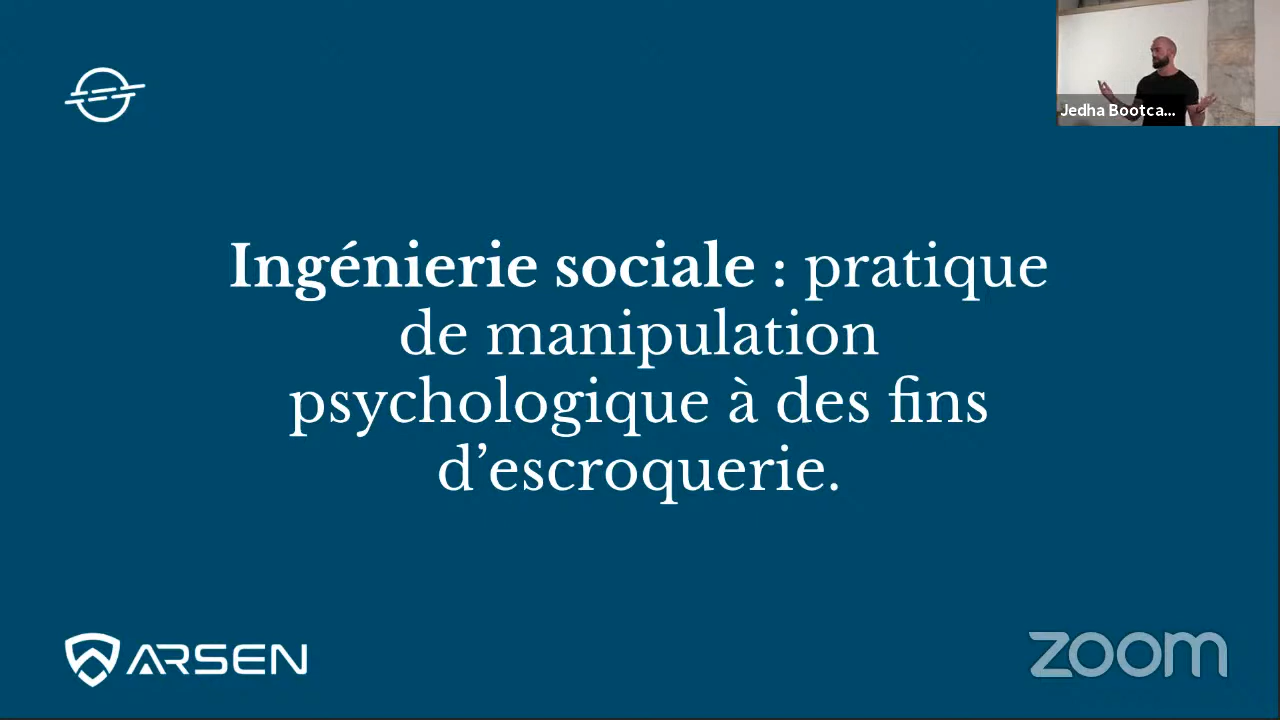 Jedha Bootca...
Ingénierie sociale : pratique
de manipulation
psychologique à des fins
d’escroquerie.
ARSEN
zoom